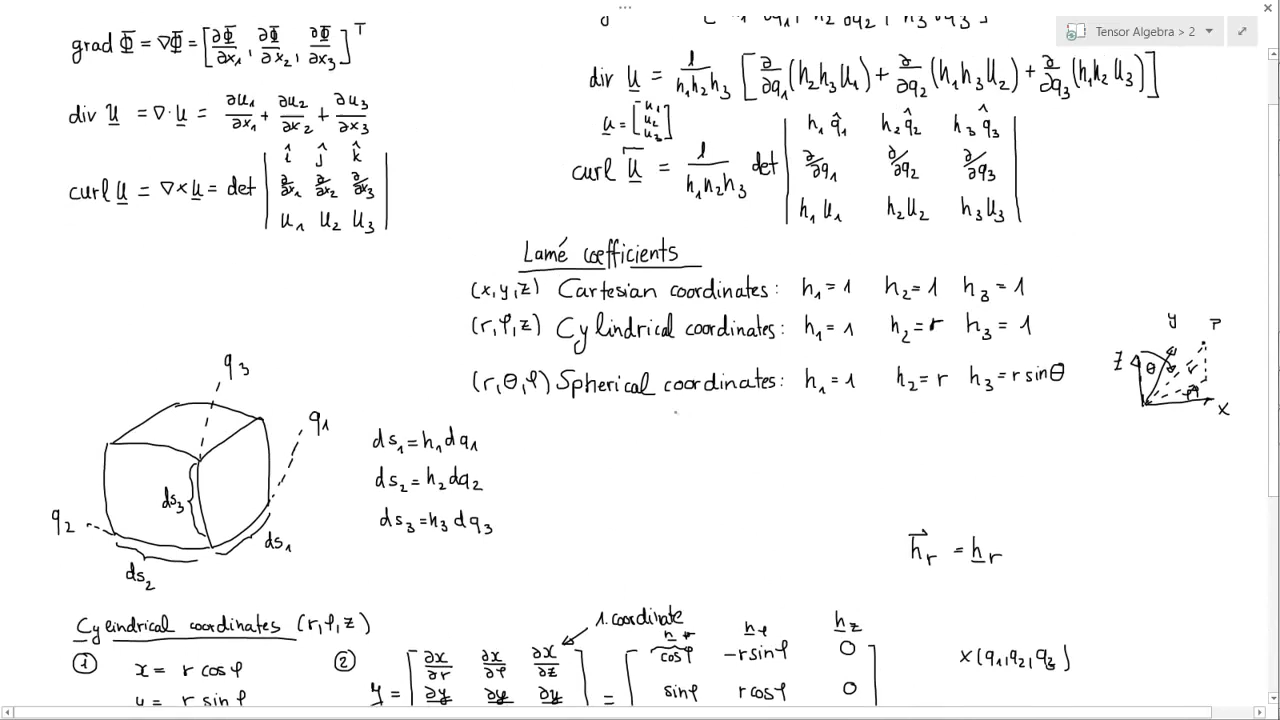 grad Φ = ∇Φ = [∂Φ/∂x₁, ∂Φ/∂x₂, ∂Φ/∂x₃]ᵀ
Tensor Algebra > 2
div u = ∇·u = ∂u₁/∂x₁ + ∂u₂/∂x₂ + ∂u₃/∂x₃
div u = 1/(h₁h₂h₃) [∂/∂q₁(h₂h₃u₁) + ∂/∂q₂(h₁h₃u₂) + ∂/∂q₃(h₁h₂u₃)]
u = [u₁ u₂ u₃]
curl u = ∇×u = det | î ĵ k̂
∂/∂x₁ ∂/∂x₂ ∂/∂x₃
u₁ u₂ u₃ |
curl u = 1/(h₁h₂h₃) det | h₁q̂₁ h₂q̂₂ h₃q̂₃
∂/∂q₁ ∂/∂q₂ ∂/∂q₃
h₁u₁ h₂u₂ h₃u₃ |
Lamé coefficients
(x,y,z) Cartesian coordinates: h₁=1 h₂=1 h₃=1
(r,φ,z) Cylindrical coordinates: h₁=1 h₂=r h₃=1
(r,θ,φ) Spherical coordinates: h₁=1 h₂=r h₃=r sinθ
y P
z θ r
φ x
q₃
q₁
ds₁=h₁dq₁
ds₂=h₂dq₂
ds₃=h₃dq₃
ds₃
q₂
ds₁
ds₂
h⃗r = hr
Cylindrical coordinates (r,φ,z)
1. coordinate
hr hφ hz
① x = r cosφ
② J = [∂x/∂r ∂x/∂φ ∂x/∂z = [cosφ -r sinφ 0
x(q₁,q₂,q₃)
y = r sinφ
∂y ∂y ∂y
sinφ r cosφ 0